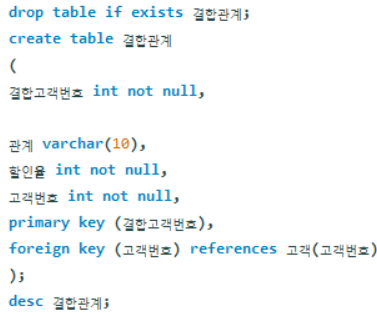 drop table if exists 결합관계;
create table 결합관계
(
결합고객번호 int not null,
관계 varchar(10),
할인율 int not null,
고객번호 int not null,
primary key (결합고객번호),
foreign key (고객번호) references 고객(고객번호)
);
desc 결합관계;